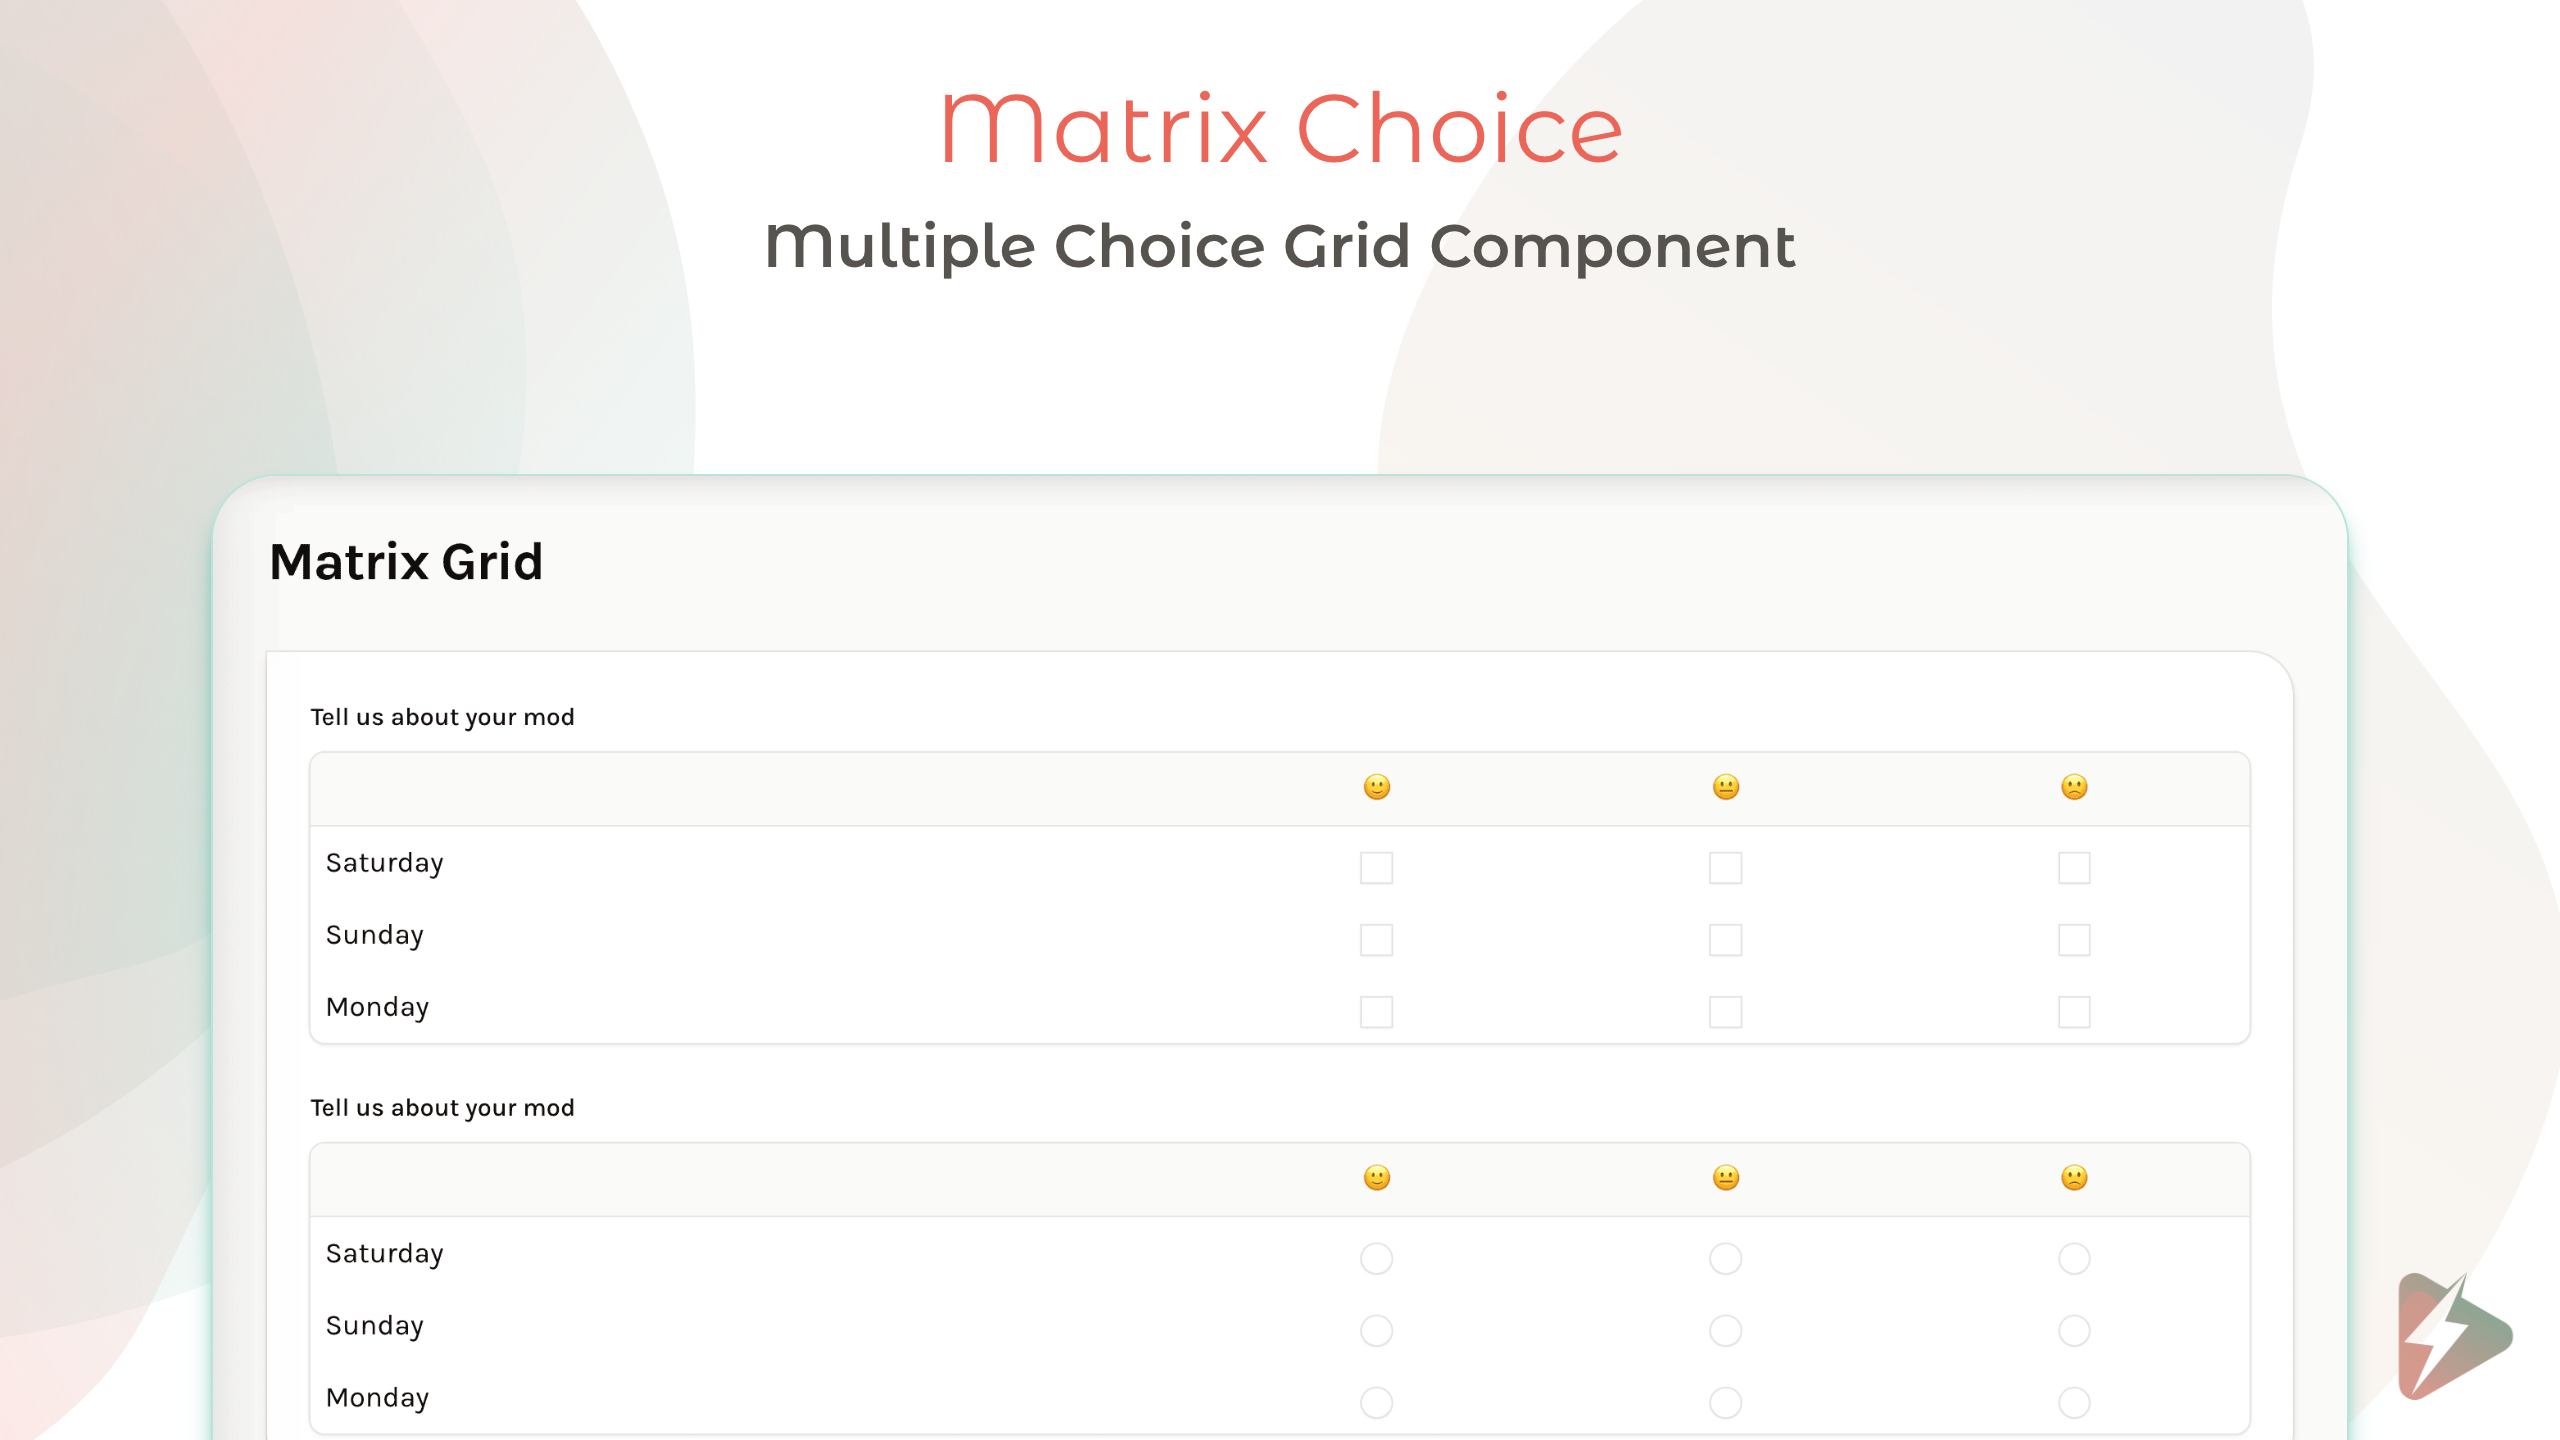 Matrix Choice
Multiple Choice Grid Component
Matrix Grid
Tell us about your mod
🙂 😐 🙁
Saturday
Sunday
Monday
Tell us about your mod
🙂 😐 🙁
Saturday
Sunday
Monday